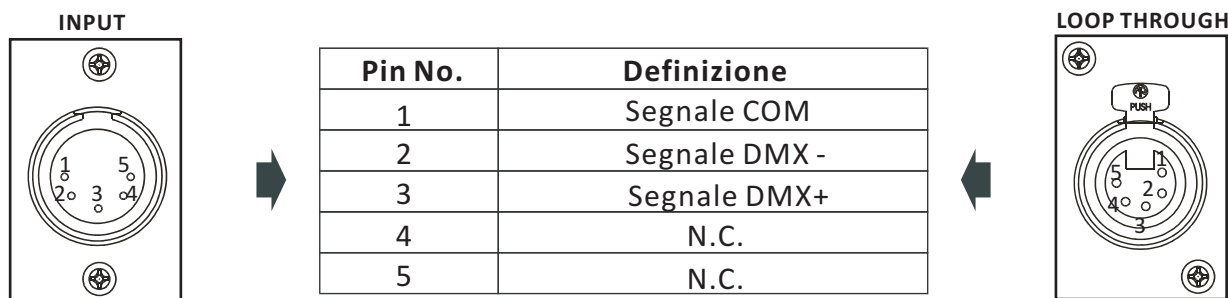 INPUT
LOOP THROUGH
Pin No. Definizione
1 Segnale COM
2 Segnale DMX -
3 Segnale DMX+
4 N.C.
5 N.C.
1 5
2 3 4
PUSH
5 1
4 2
3